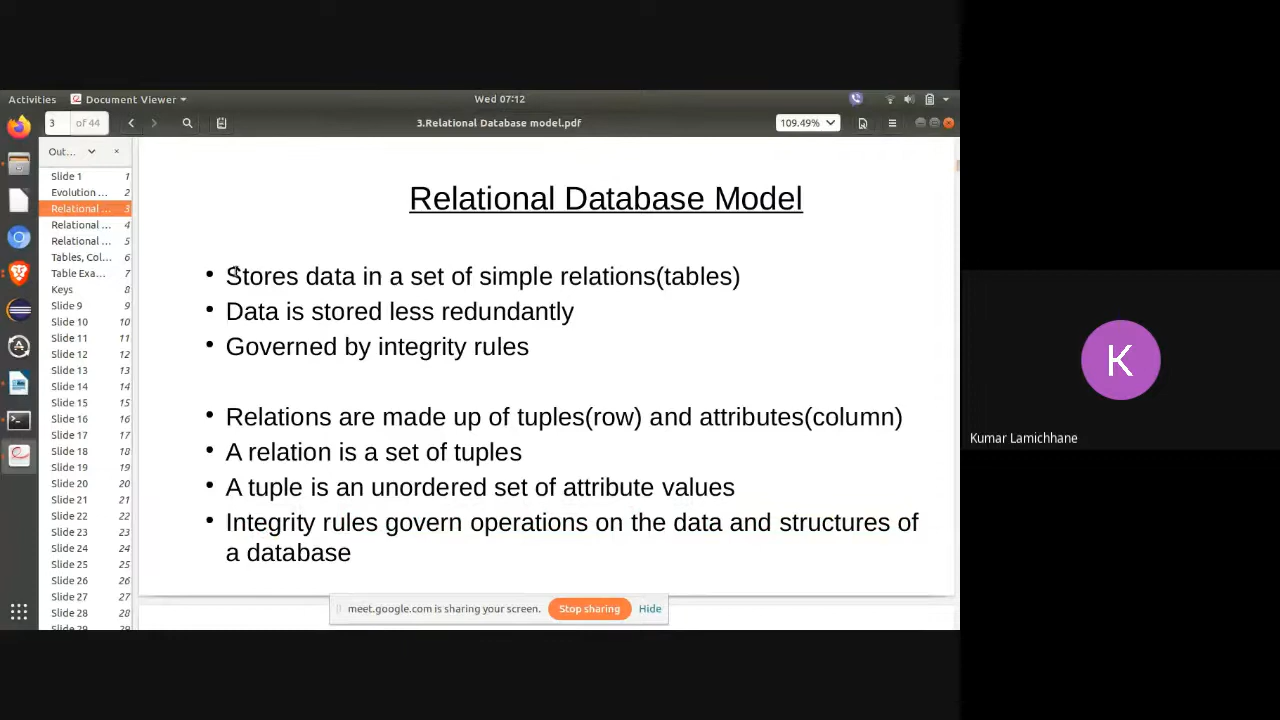 Activities Document Viewer Wed 07:12
3 of 44 3.Relational Database model.pdf 109.49%
Out...
Slide 1 1
Evolution ... 2
Relational ... 3
Relational ... 4
Relational ... 5
Tables, Col... 6
Table Exa... 7
Keys 8
Slide 9 9
Slide 10 10
Slide 11 11
Slide 12 12
Slide 13 13
Slide 14 14
Slide 15 15
Slide 16 16
Slide 17 17
Slide 18 18
Slide 19 19
Slide 20 20
Slide 21 21
Slide 22 22
Slide 23 23
Slide 24 24
Slide 25 25
Slide 26 26
Slide 27 27
Slide 28 28
Slide 29 29
Relational Database Model
• Stores data in a set of simple relations(tables)
• Data is stored less redundantly
• Governed by integrity rules
• Relations are made up of tuples(row) and attributes(column)
• A relation is a set of tuples
• A tuple is an unordered set of attribute values
• Integrity rules govern operations on the data and structures of
a database
meet.google.com is sharing your screen. Stop sharing Hide
K
Kumar Lamichhane